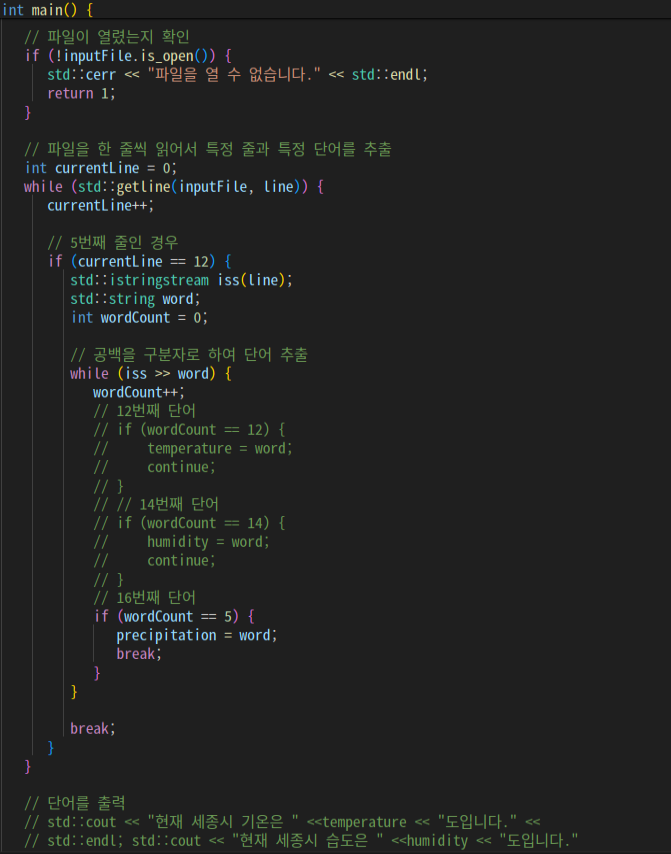 int main() {
// 파일이 열렸는지 확인
if (!inputFile.is_open()) {
std::cerr << "파일을 열 수 없습니다." << std::endl;
return 1;
}
// 파일을 한 줄씩 읽어서 특정 줄과 특정 단어를 추출
int currentLine = 0;
while (std::getline(inputFile, line)) {
currentLine++;
// 5번째 줄인 경우
if (currentLine == 12) {
std::istringstream iss(line);
std::string word;
int wordCount = 0;
// 공백을 구분자로 하여 단어 추출
while (iss >> word) {
wordCount++;
// 12번째 단어
// if (wordCount == 12) {
//     temperature = word;
//     continue;
// }
// // 14번째 단어
// if (wordCount == 14) {
//     humidity = word;
//     continue;
// }
// 16번째 단어
if (wordCount == 5) {
precipitation = word;
break;
}
}
break;
}
}
// 단어를 출력
// std::cout << "현재 세종시 기온은 " <<temperature << "도입니다." <<
// std::endl; std::cout << "현재 세종시 습도은 " <<humidity << "도입니다."